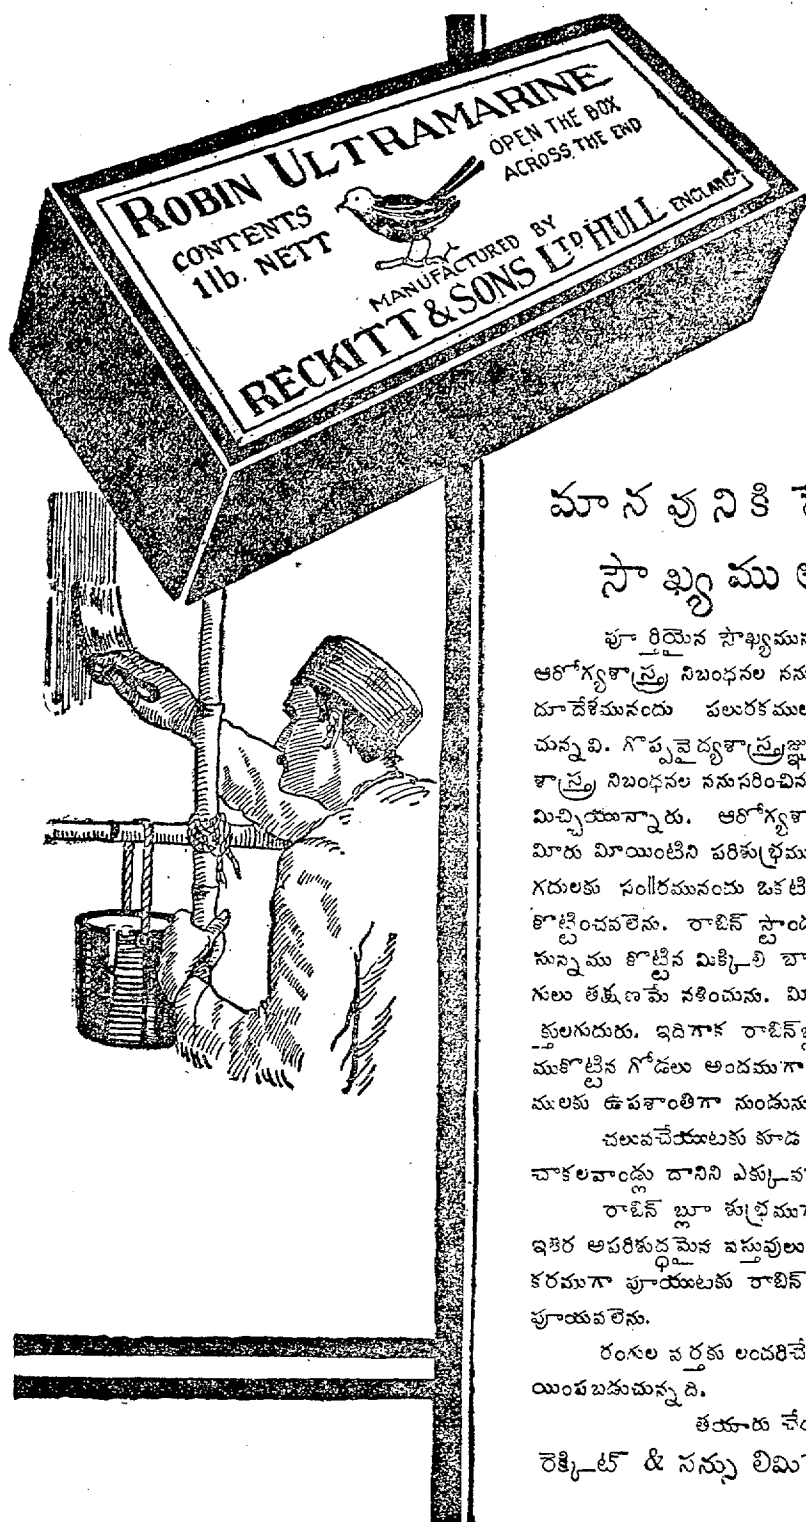 ROBIN ULTRAMARINE
CONTENTS
1lb. NETT
OPEN THE BOX
ACROSS THE END
MANUFACTURED BY
RECKITT & SONS LTD HULL ENGLAND
మానవునికి
సౌఖ్యము
పూర్తియైన సౌఖ్యమున
ఆరోగ్యశాస్త్ర నిబంధనల నను
దూదేశమునందు పలురకముల
చున్నవి. గొప్పవైద్యశాస్త్రజ్ఞు
శాస్త్ర నిబంధనల ననుసరించిన
మిచ్చియున్నారు. ఆరోగ్యశా
మీరు మీయింటిని పరిశుభ్రము
గదులకు సం॥రమునందు ఒకటి
కొట్టించవలెను. రాబిన్ స్టాండ
సున్నము కొట్టిన మిక్కిలి బా
గులు తక్షణమే నశించును. మీ
క్తులగుదురు. ఇదిగాక రాబిన్
ముకొట్టిన గోడలు అందముగా
ములకు ఉపశాంతిగా నుండును
చలువచేయుటకు కూడ
చాకలవాండ్లు దానిని ఎక్కువ
రాబిన్ బ్లూ శుభ్రముగ
ఇతర అపరిశుద్ధమైన వస్తువులు
కరముగా పూయుటకు రాబిన్
పూయవలెను.
రంగుల వర్తకు లందరిచే
యింపబడుచున్నది.
తయారు చే
రెక్కిట్ & సన్సు లిమి